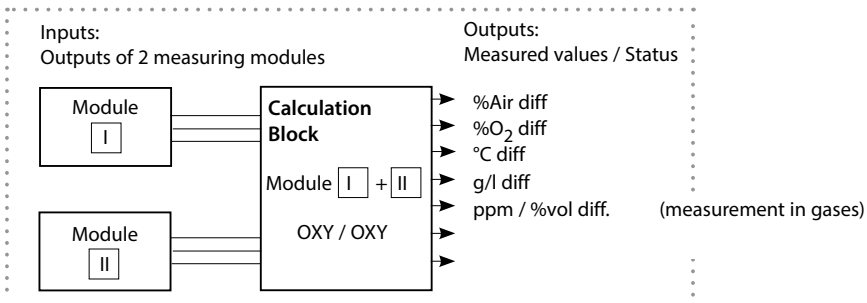 Inputs:
Outputs of 2 measuring modules
Outputs:
Measured values / Status
Module
I
Calculation
Block
Module I + II
OXY / OXY
Module
II
%Air diff
%O₂ diff
°C diff
g/l diff
ppm / %vol diff. (measurement in gases)